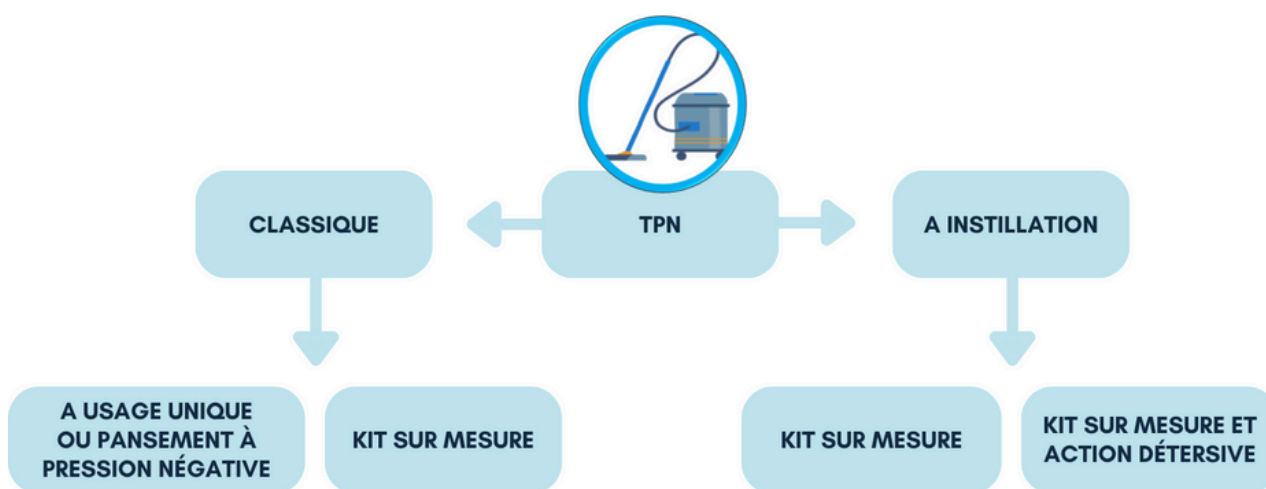 CLASSIQUE
TPN
A INSTILLATION
A USAGE UNIQUE
OU PANSEMENT À
PRESSION NÉGATIVE
KIT SUR MESURE
KIT SUR MESURE
KIT SUR MESURE ET
ACTION DÉTERSIVE